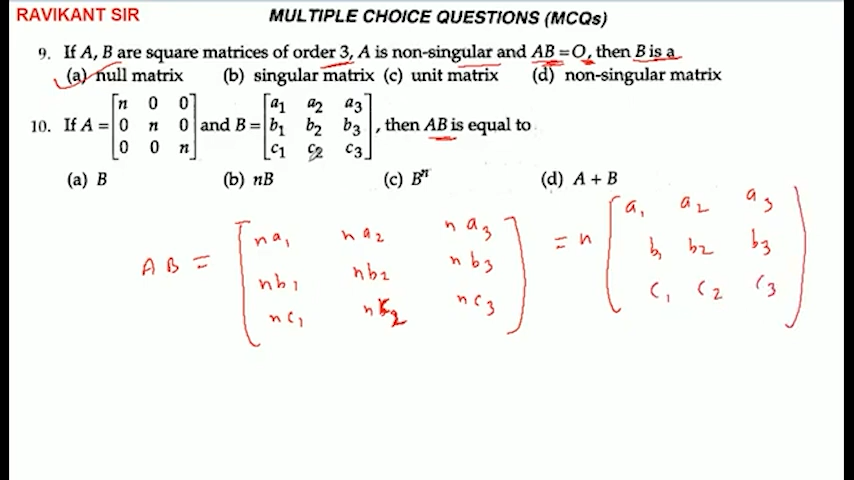 RAVIKANT SIR
MULTIPLE CHOICE QUESTIONS (MCQs)
9. If A, B are square matrices of order 3, A is non-singular and AB = O, then B is a
(a) null matrix (b) singular matrix (c) unit matrix (d) non-singular matrix
10. If A = [n 0 0; 0 n 0; 0 0 n] and B = [a₁ a₂ a₃; b₁ b₂ b₃; c₁ c₂ c₃], then AB is equal to
(a) B (b) nB (c) Bⁿ (d) A + B
AB = [na₁ na₂ na₃; nb₁ nb₂ nb₃; nc₁ nc₂ nc₃] = n [a₁ a₂ a₃; b₁ b₂ b₃; c₁ c₂ c₃]